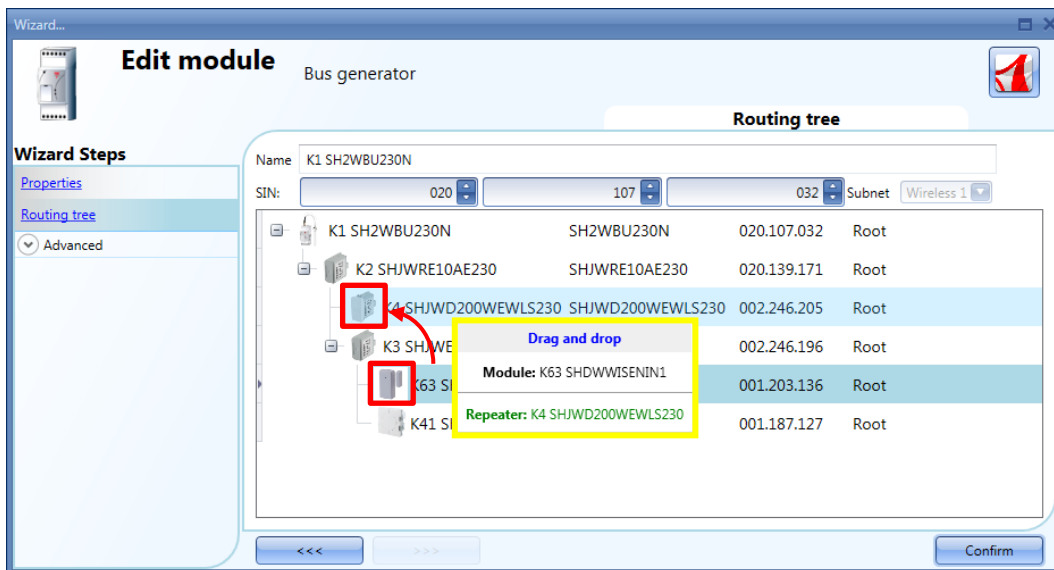 Wizard...
Edit module
Bus generator
Routing tree
Wizard Steps
Properties
Routing tree
Advanced
Name K1 SH2WBU230N
SIN: 020 107 032 Subnet Wireless 1
K1 SH2WBU230N SH2WBU230N 020.107.032 Root
K2 SHJWRE10AE230 SHJWRE10AE230 020.139.171 Root
K4 SHJWD200WEWLS230 SHJWD200WEWLS230 002.246.205 Root
K3 002.246.196 Root
K63 001.203.136 Root
K41 001.187.127 Root
Drag and drop
Module: K63 SHDWWISENIN1
Repeater: K4 SHJWD200WEWLS230
<<< >>> Confirm